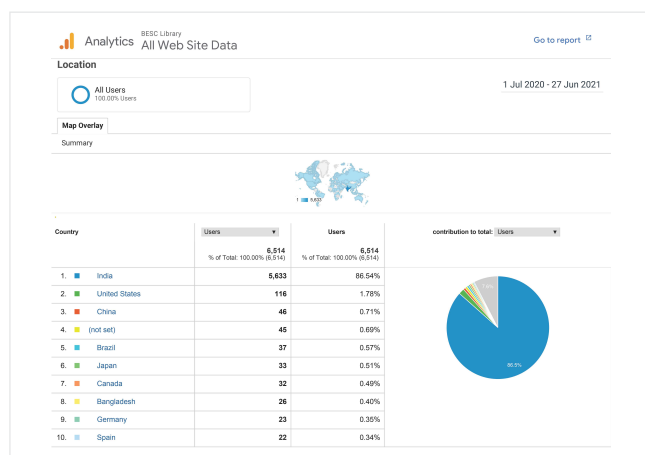 Analytics
BESC Library
All Web Site Data
Go to report
Location
All Users
100.00% Users
1 Jul 2020 - 27 Jun 2021
Map Overlay
Summary
1 5,633
Country Users Users contribution to total: Users
6,514 6,514
% of Total: 100.00% (6,514) % of Total: 100.00% (6,514)
1. India 5,633 86.54%
2. United States 116 1.78%
3. China 46 0.71%
4. (not set) 45 0.69%
5. Brazil 37 0.57%
6. Japan 33 0.51%
7. Canada 32 0.49%
8. Bangladesh 26 0.40%
9. Germany 23 0.35%
10. Spain 22 0.34%
86.5%